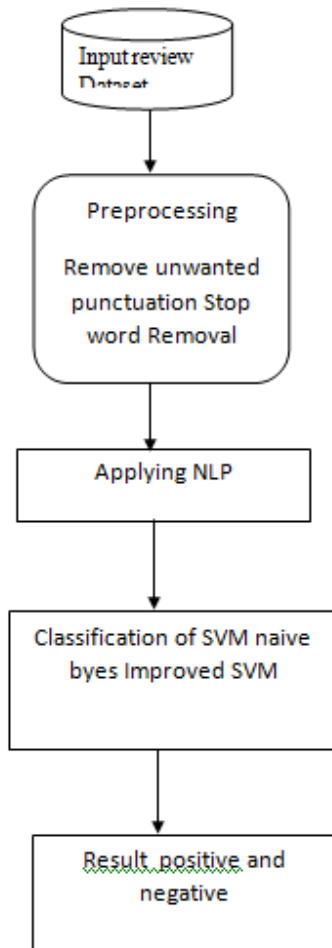 Input review
Dataset
Preprocessing
Remove unwanted
punctuation Stop
word Removal
Applying NLP
Classification of SVM naive
byes Improved SVM
Result positive and
negative